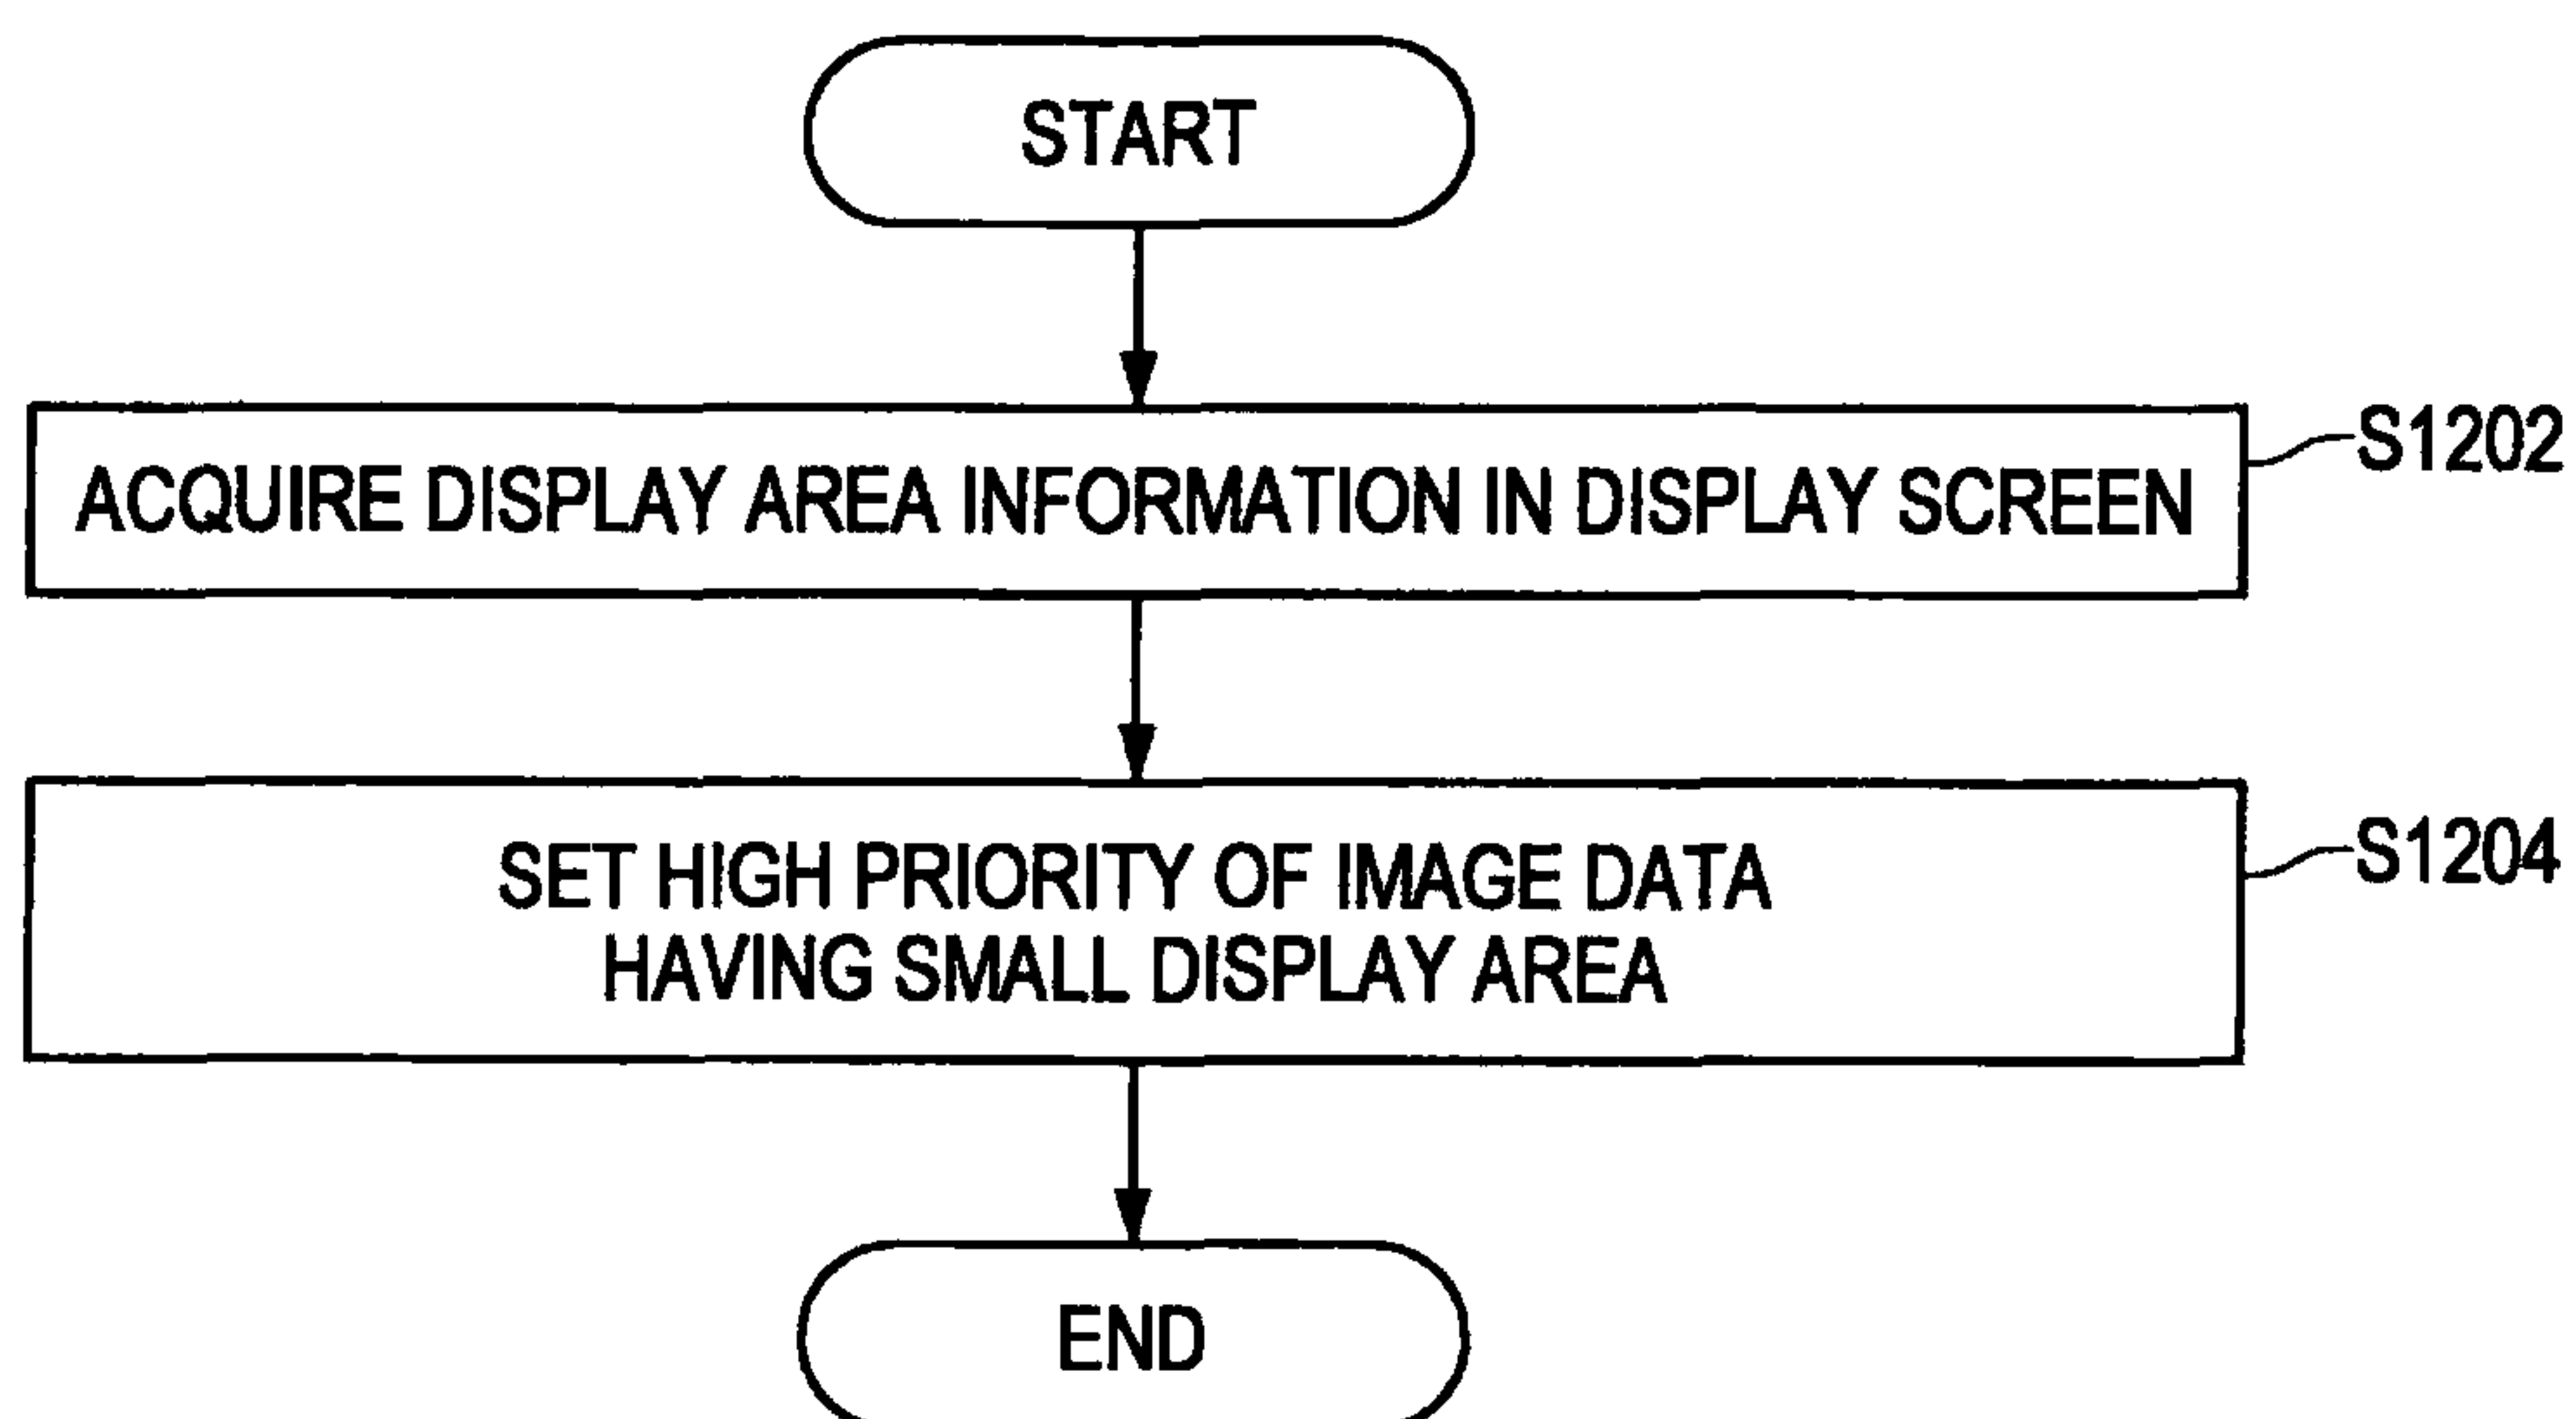 START
ACQUIRE DISPLAY AREA INFORMATION IN DISPLAY SCREEN
S1202
SET HIGH PRIORITY OF IMAGE DATA
HAVING SMALL DISPLAY AREA
S1204
END